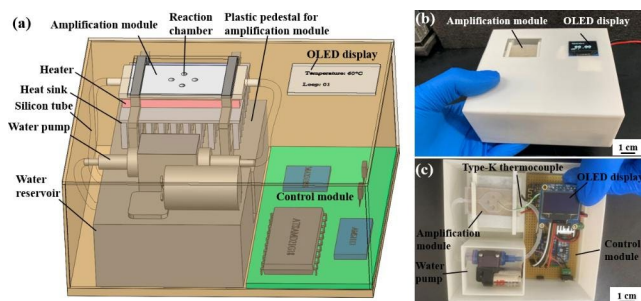 (a)
Amplification module
Reaction chamber
Plastic pedestal for amplification module
OLED display
Temperature: 60°C
Loop: 01
Heater
Heat sink
Silicon tube
Water pump
Water reservoir
Control module
(b)
Amplification module
OLED display
1 cm
(c)
Type-K thermocouple
OLED display
Amplification module
Water pump
Control module
1 cm